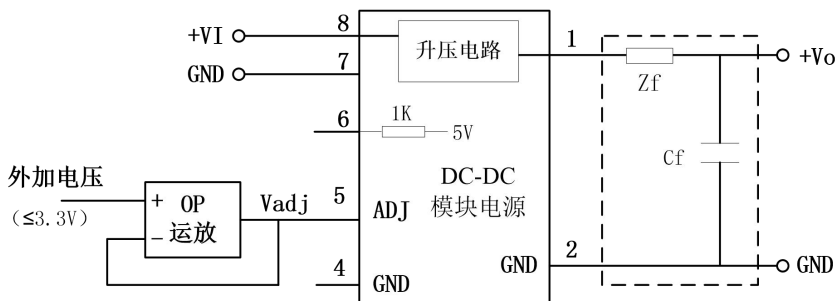 +VI
8
升压电路
1
+Vo
GND
7
Zf
6
1K
5V
Cf
外加电压
(≤3.3V)
+
OP
运放
−
Vadj
5
ADJ
DC-DC
模块电源
4
GND
GND
2
GND